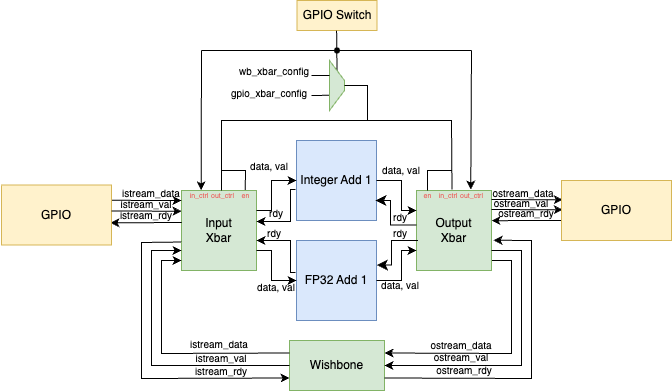 GPIO Switch
wb_xbar_config
gpio_xbar_config
data, val
Integer Add 1
data, val
istream_data
istream_val
istream_rdy
GPIO
in_ctrl out_ctrl en
Input
Xbar
rdy
rdy
en in_ctrl out_ctrl
Output
Xbar
ostream_data
ostream_val
ostream_rdy
GPIO
rdy
rdy
FP32 Add 1
data, val
data, val
istream_data
istream_val
istream_rdy
Wishbone
ostream_data
ostream_val
ostream_rdy